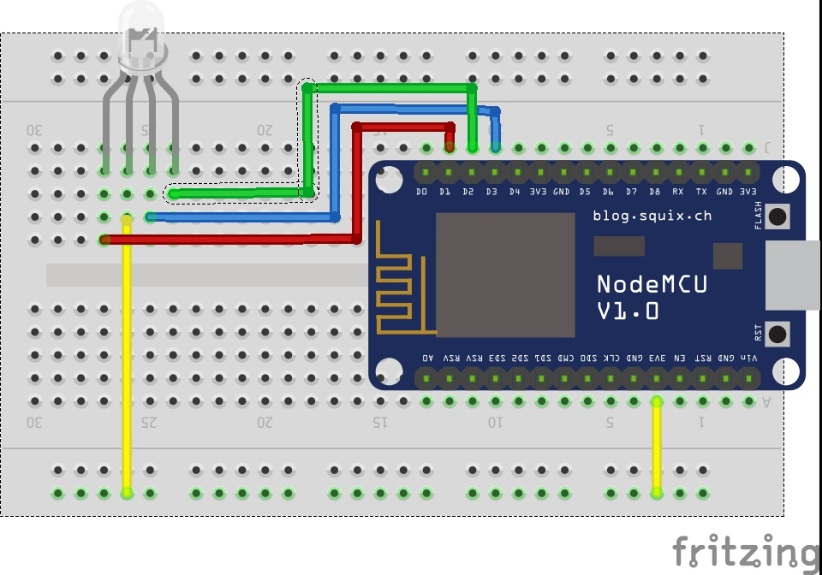 30 25 20 5 1
J
D0 D1 D2 D3 D4 3V3 GND D5 D6 D7 D8 RX TX GND 3V3
blog.squix.ch
FLASH
NodeMCU
V1.0
RST
A0 RSV RSV SD3 SD2 SD1 CMD SD0 CLK GND 3V3 EN RST GND Vin
A
30 25 20 15 10 5 1
fritzing